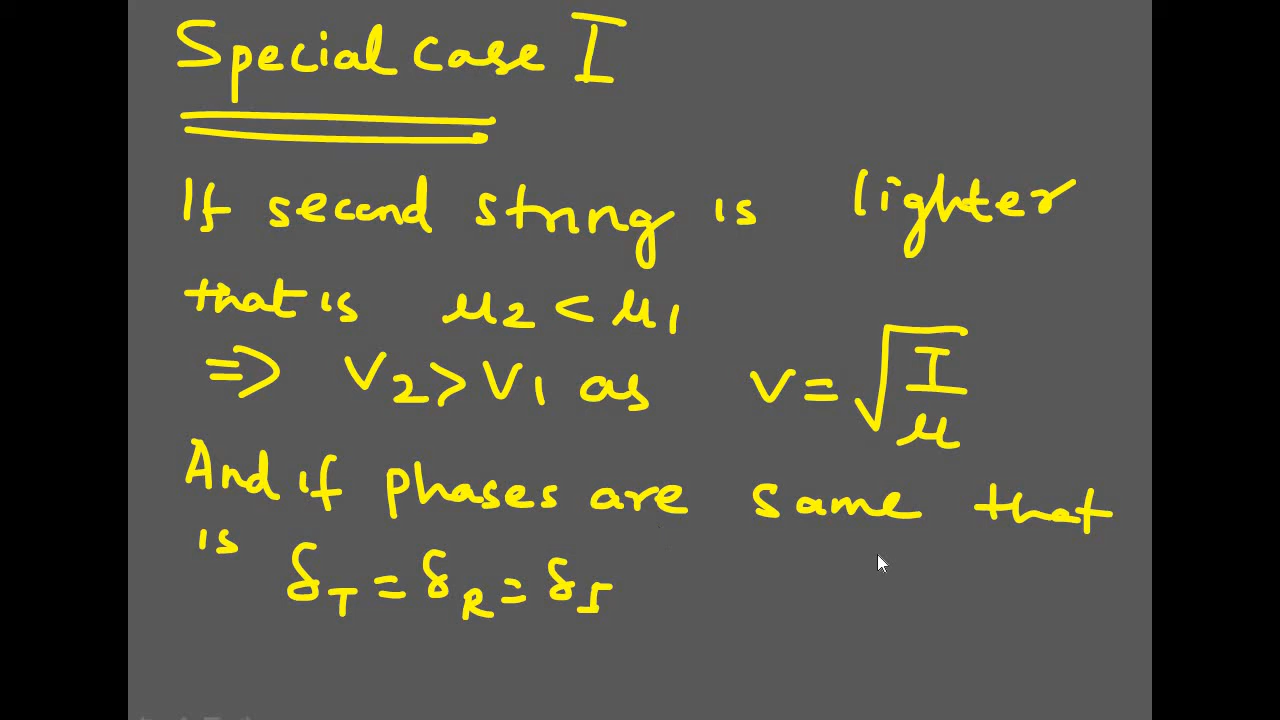 Special case I
If second string is lighter
that is μ2 < μ1
⇒ V2 > V1 as V = √(I/μ)
And if phases are same that
is δT = δR = δI